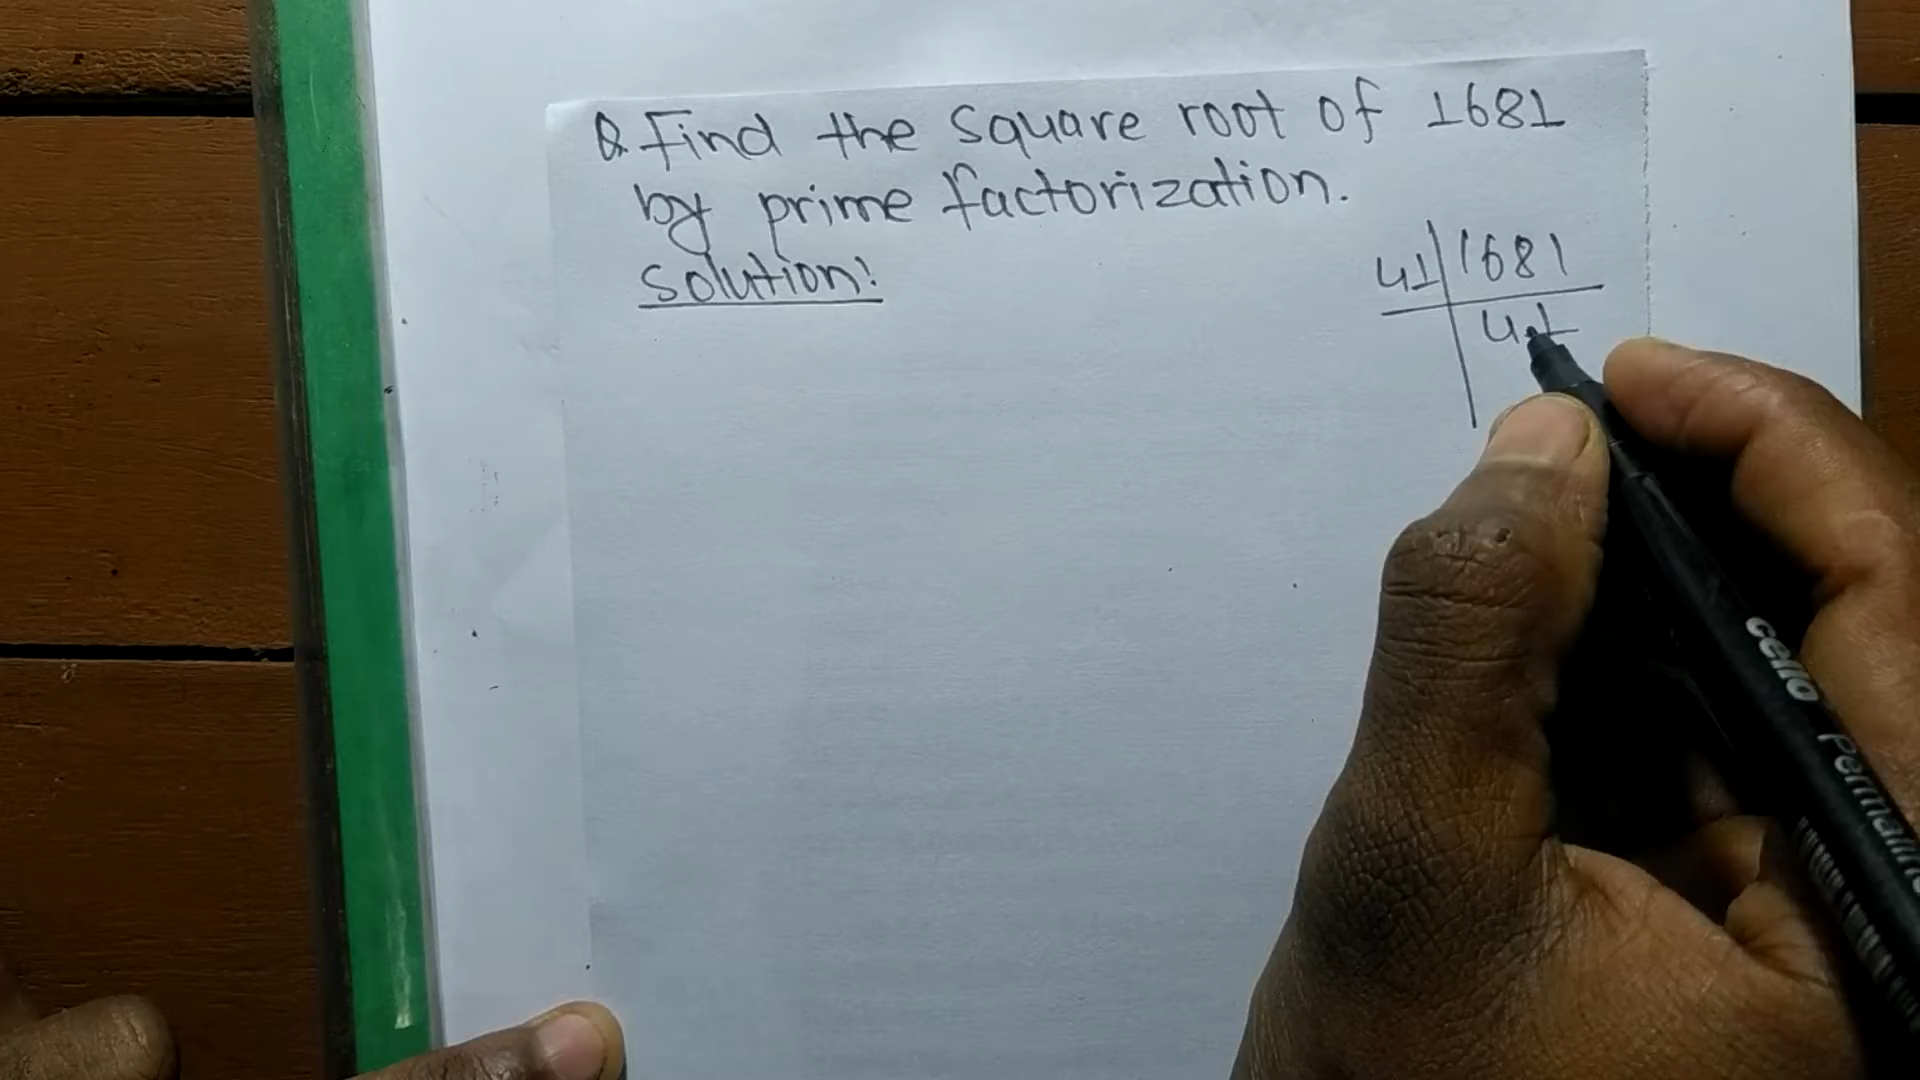 Q. Find the square root of 1681
by prime factorization.
Solution:
41 1681
41
cello